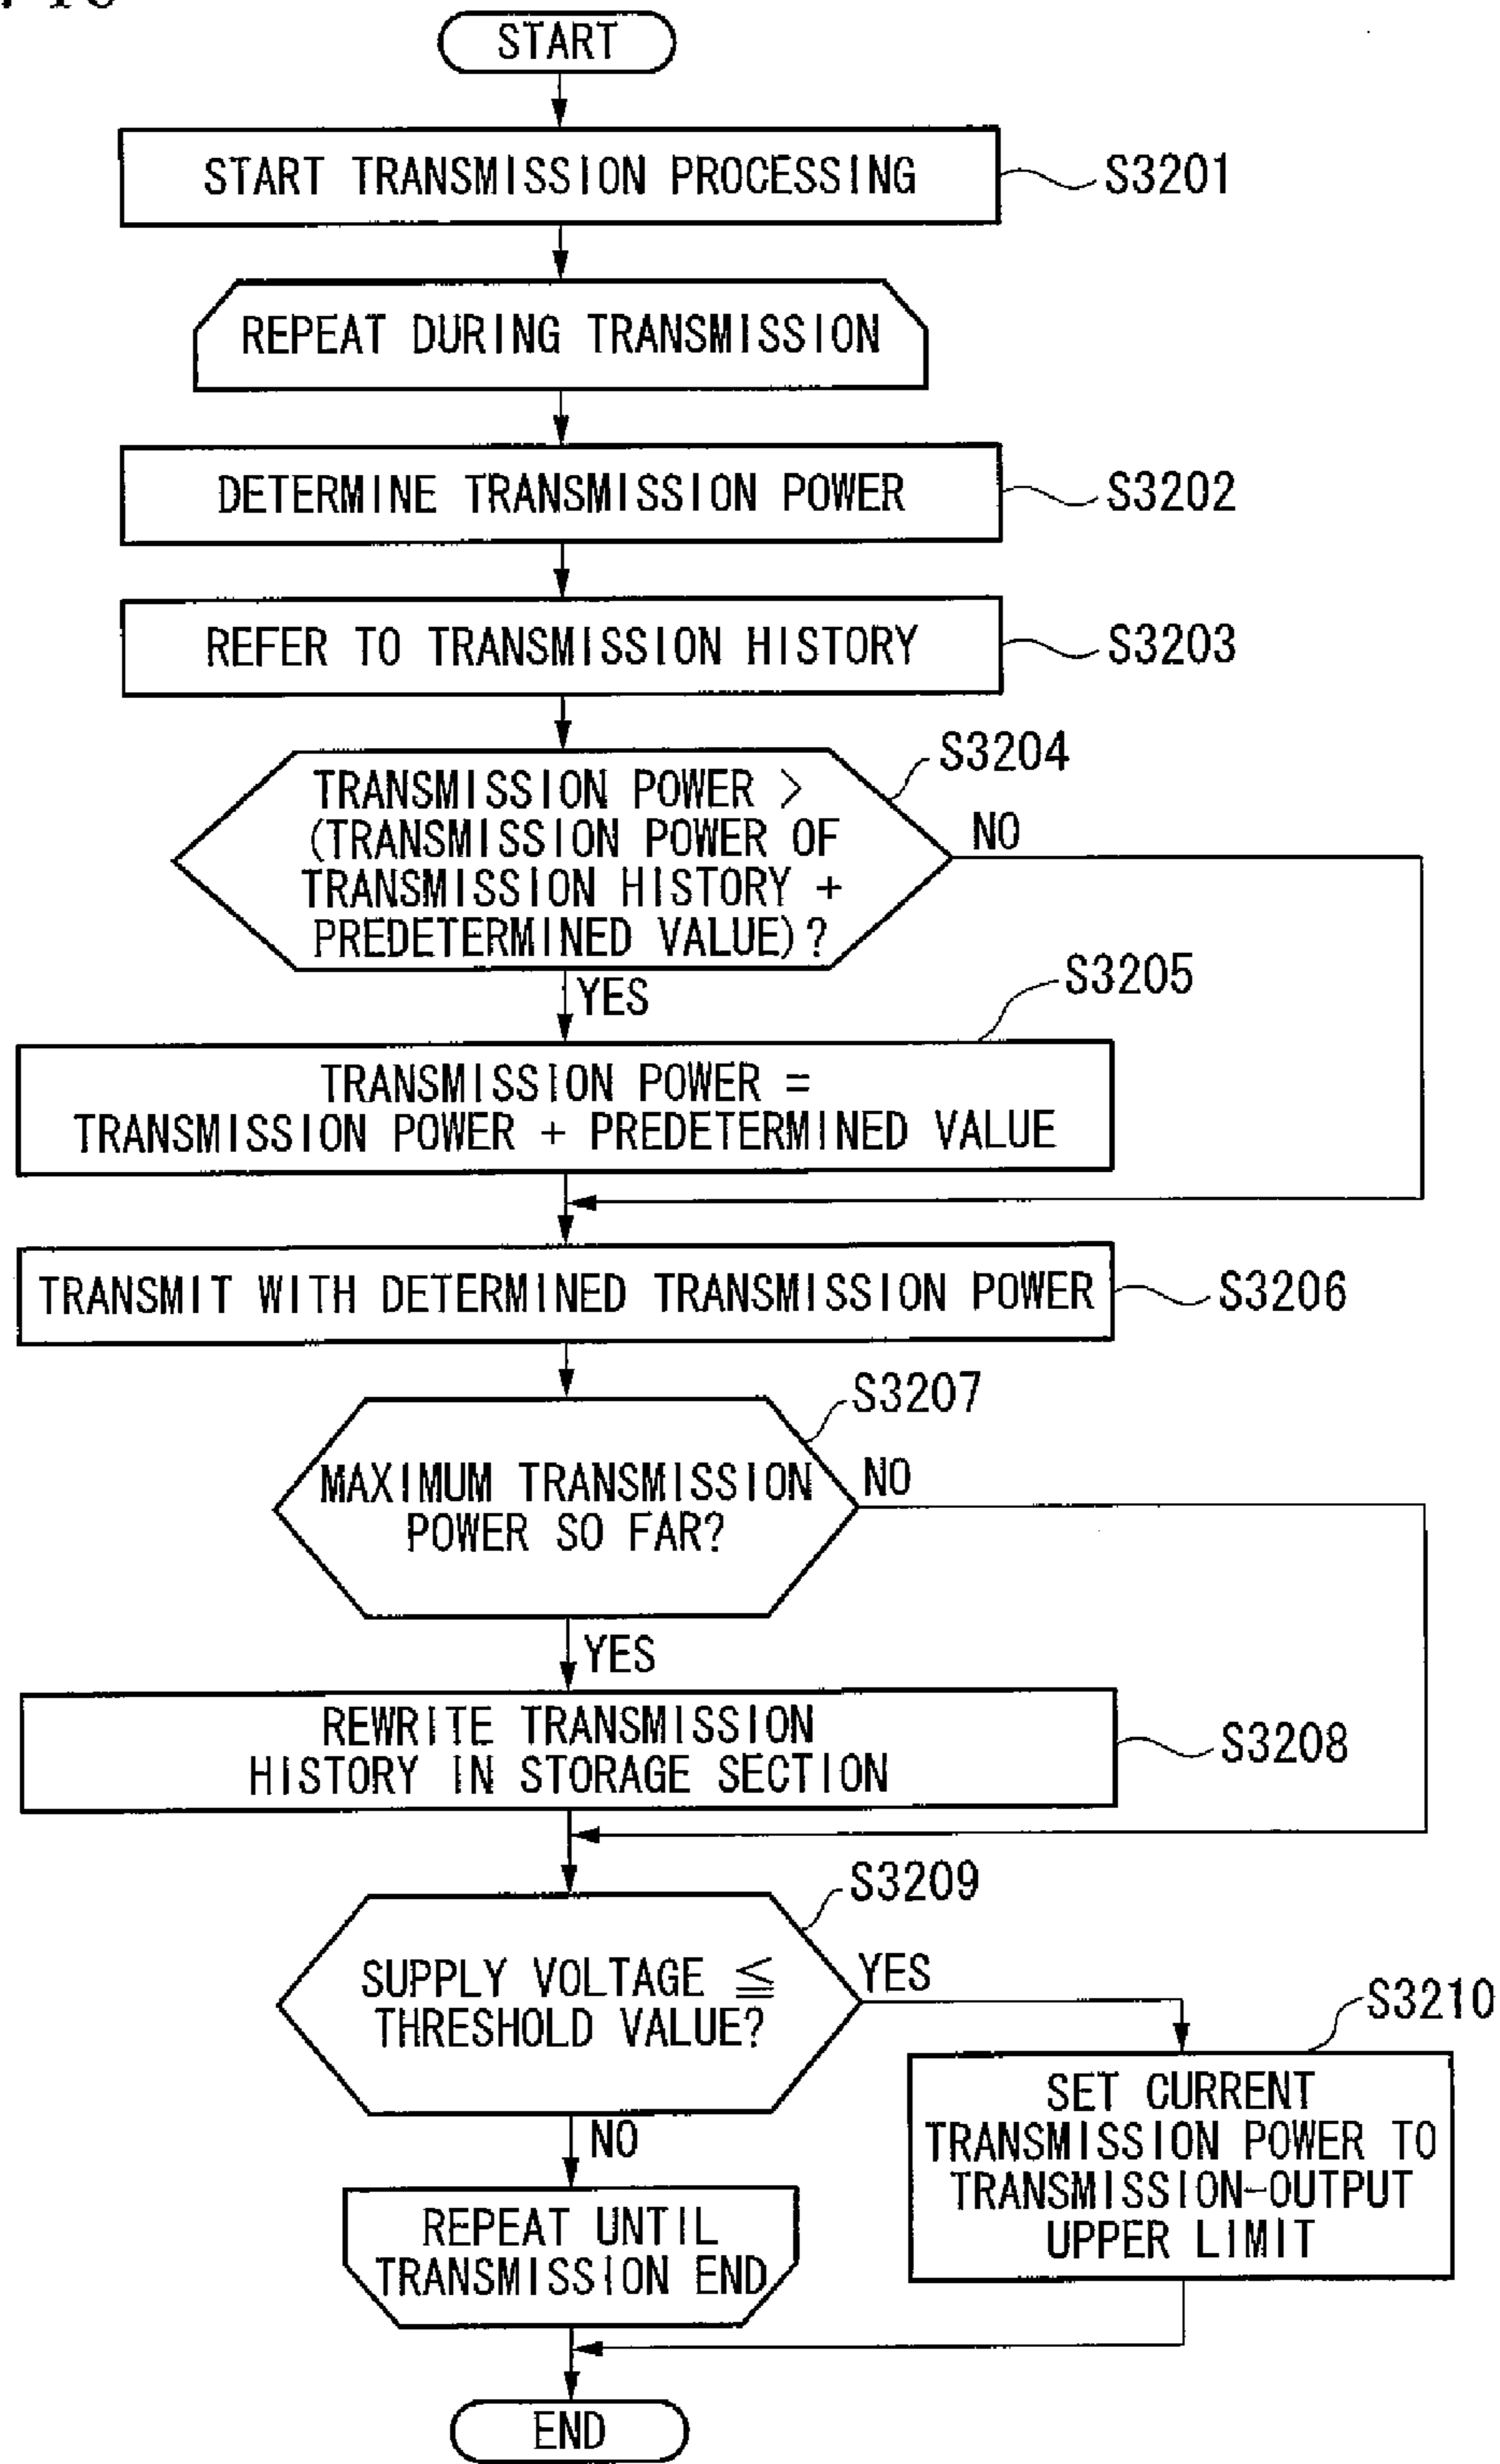 START
START TRANSMISSION PROCESSING
S3201
REPEAT DURING TRANSMISSION
DETERMINE TRANSMISSION POWER
S3202
REFER TO TRANSMISSION HISTORY
S3203
S3204
TRANSMISSION POWER >
(TRANSMISSION POWER OF
TRANSMISSION HISTORY +
PREDETERMINED VALUE)?
NO
YES
S3205
TRANSMISSION POWER =
TRANSMISSION POWER + PREDETERMINED VALUE
TRANSMIT WITH DETERMINED TRANSMISSION POWER
S3206
S3207
MAXIMUM TRANSMISSION
POWER SO FAR?
NO
YES
REWRITE TRANSMISSION
HISTORY IN STORAGE SECTION
S3208
S3209
SUPPLY VOLTAGE ≦
THRESHOLD VALUE?
YES
S3210
NO
SET CURRENT
TRANSMISSION POWER TO
TRANSMISSION-OUTPUT
UPPER LIMIT
REPEAT UNTIL
TRANSMISSION END
END